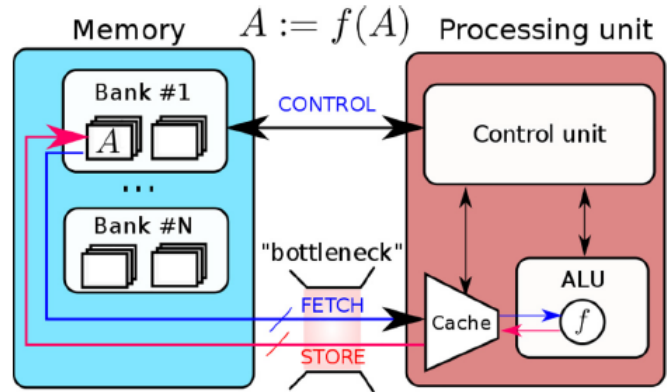 Memory
A := f(A)
Processing unit
Bank #1
A
...
Bank #N
CONTROL
Control unit
"bottleneck"
FETCH
STORE
Cache
ALU
f